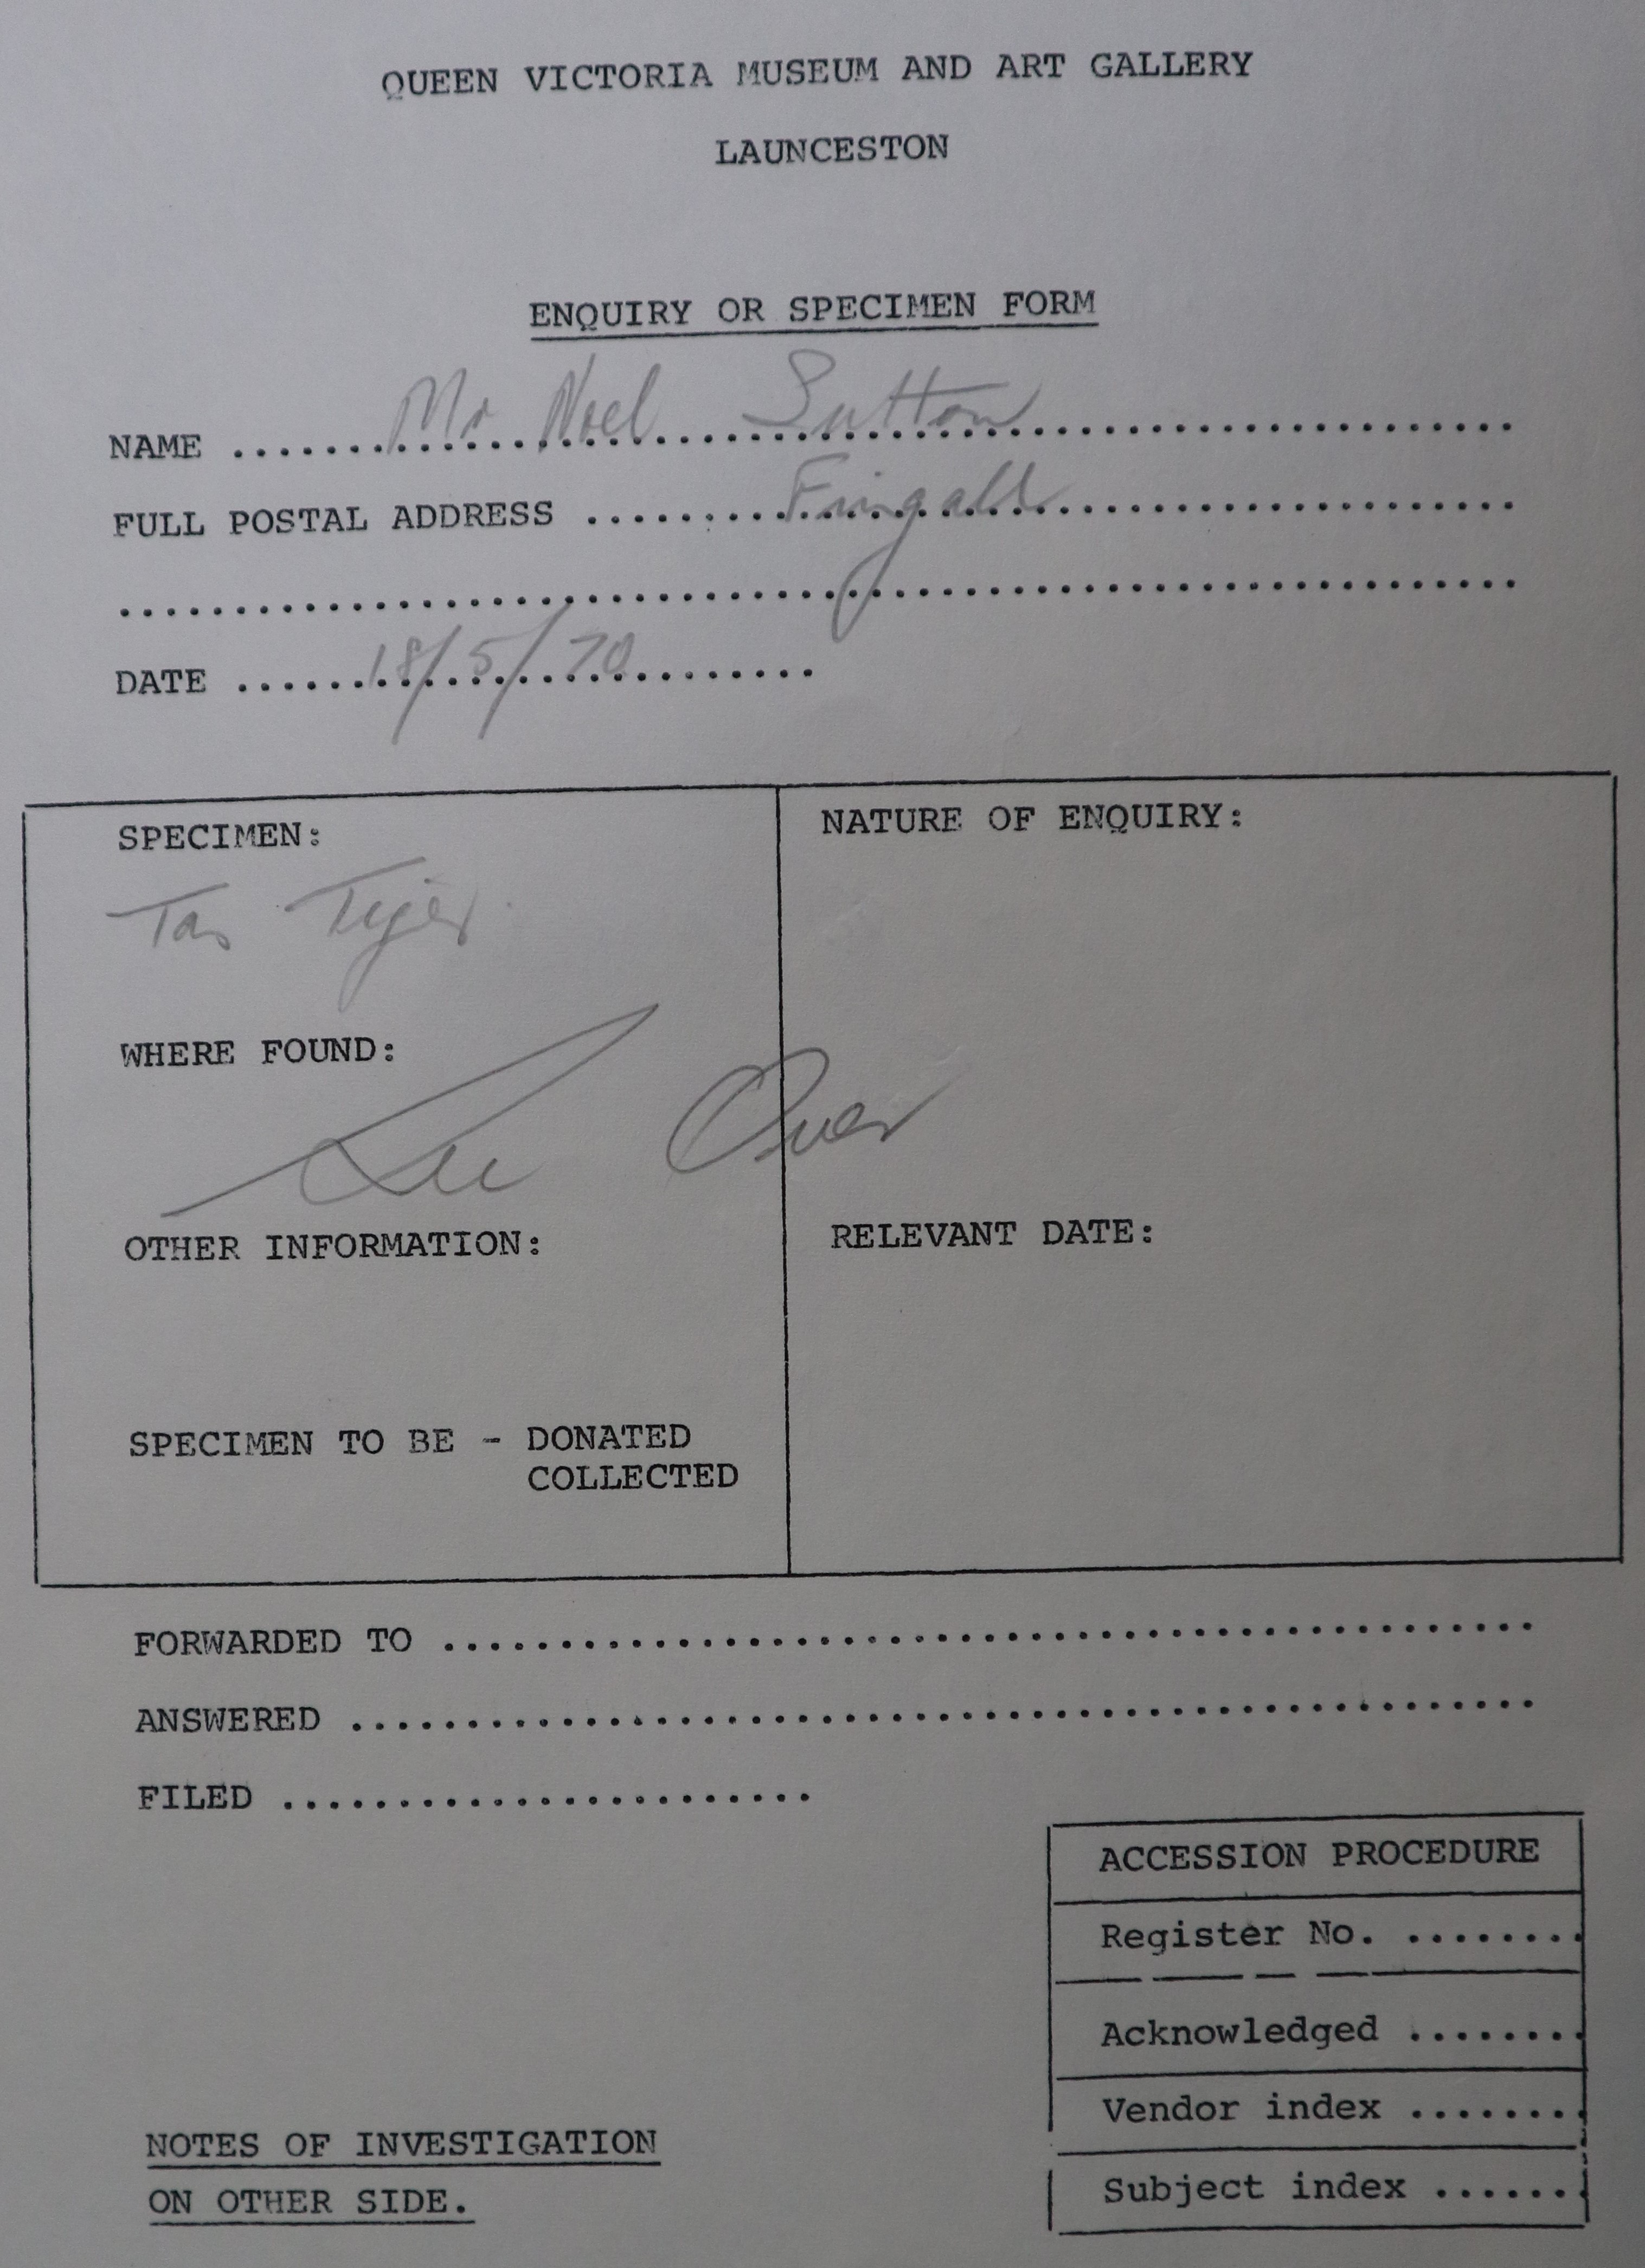 QUEEN VICTORIA MUSEUM AND ART GALLERY
LAUNCESTON
ENQUIRY OR SPECIMEN FORM
NAME .......Mr Noel Sutton.......
FULL POSTAL ADDRESS .......Fingall.......
..............................
DATE ......18/5/70.......
SPECIMEN:
Tas Tiger.
NATURE OF ENQUIRY:
WHERE FOUND:
See Over
OTHER INFORMATION:
RELEVANT DATE:
SPECIMEN TO BE - DONATED
COLLECTED
FORWARDED TO ..............................
ANSWERED ..............................
FILED ........................
ACCESSION PROCEDURE
Register No. ........
Acknowledged ........
Vendor index ........
Subject index .......
NOTES OF INVESTIGATION
ON OTHER SIDE.